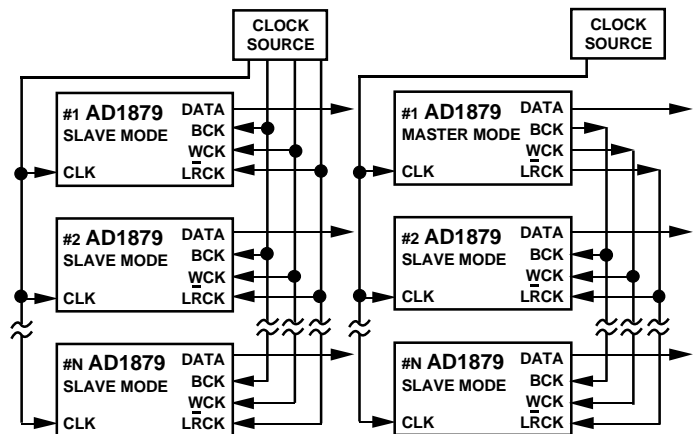 CLOCK
SOURCE
#1 AD1879
SLAVE MODE
CLK
DATA
BCK
WCK
LRCK
#2 AD1879
SLAVE MODE
CLK
DATA
BCK
WCK
LRCK
#N AD1879
SLAVE MODE
CLK
DATA
BCK
WCK
LRCK
CLOCK
SOURCE
#1 AD1879
MASTER MODE
CLK
DATA
BCK
WCK
LRCK
#2 AD1879
SLAVE MODE
CLK
DATA
BCK
WCK
LRCK
#N AD1879
SLAVE MODE
CLK
DATA
BCK
WCK
LRCK